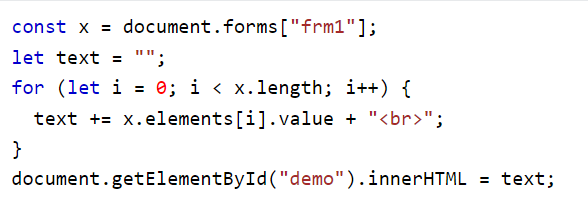 const x = document.forms["frm1"];
let text = "";
for (let i = 0; i < x.length; i++) {
  text += x.elements[i].value + "<br>";
}
document.getElementById("demo").innerHTML = text;